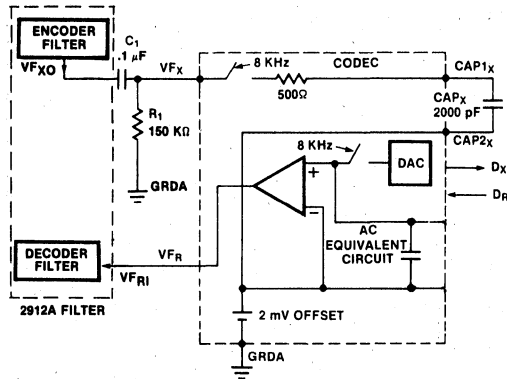 ENCODER
FILTER
VFXO
C1
.1 µF
VFX
8 KHz
CODEC
500Ω
CAP1X
CAPX
2000 pF
CAP2X
R1
150 KΩ
GRDA
8 KHz
DAC
DX
DR
+
−
AC
EQUIVALENT
CIRCUIT
DECODER
FILTER
VFR
VFRI
2912A FILTER
2 mV OFFSET
GRDA